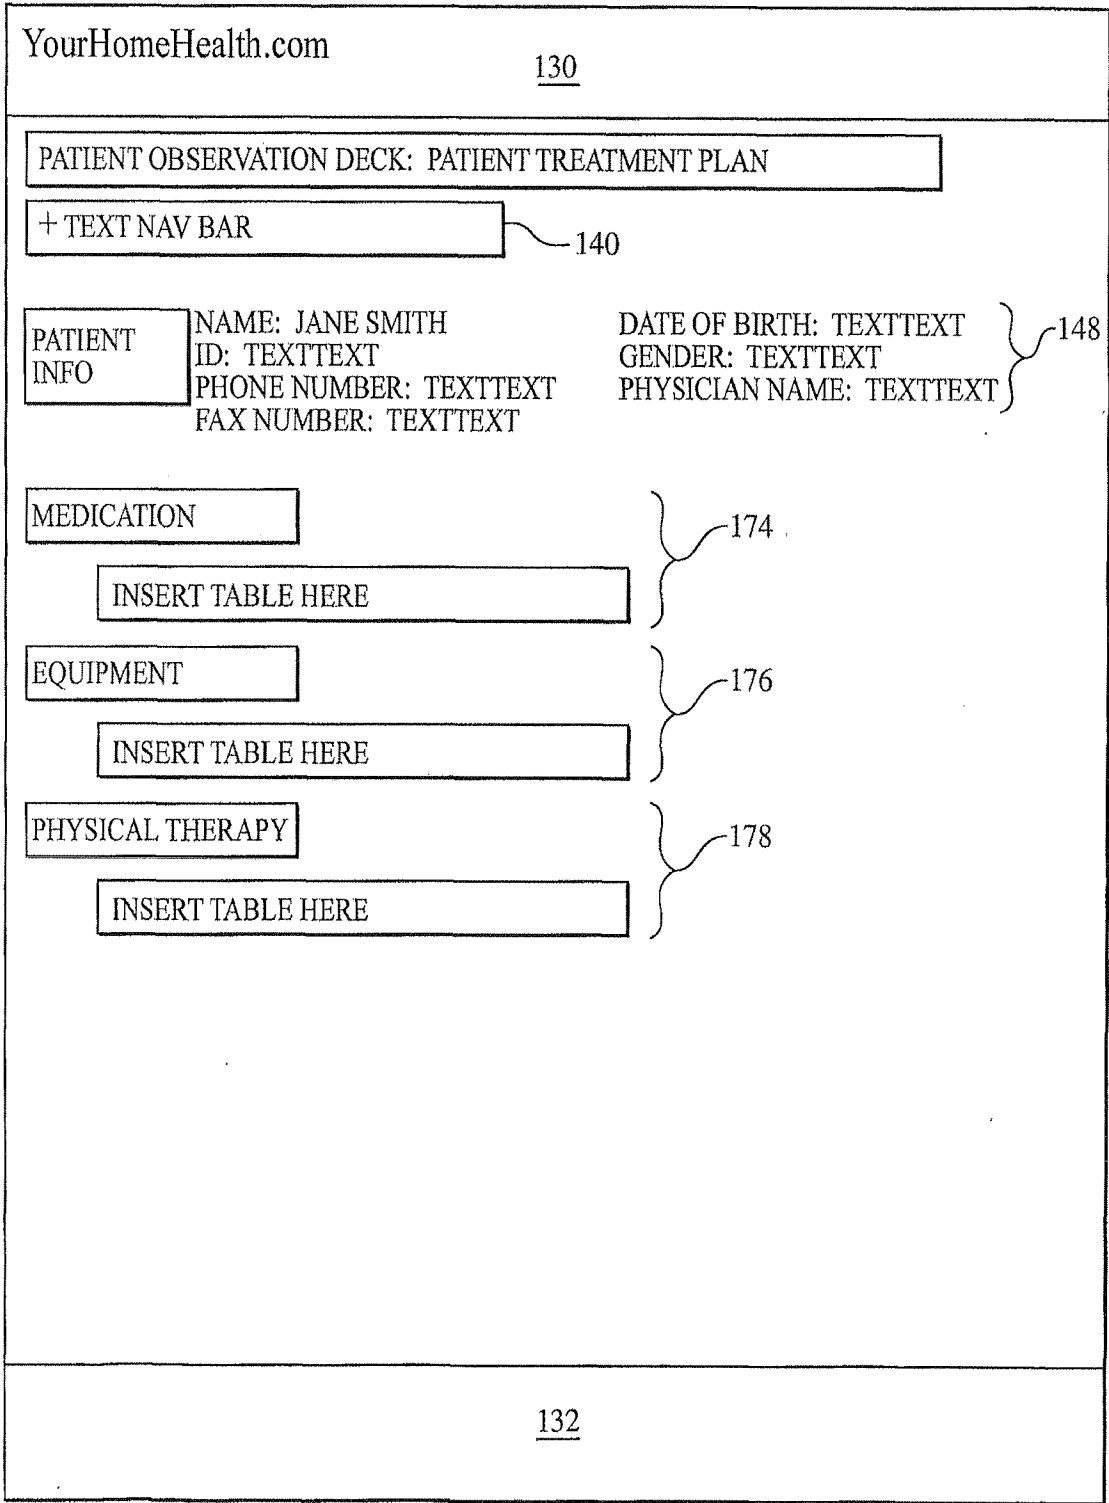 YourHomeHealth.com
130
PATIENT OBSERVATION DECK: PATIENT TREATMENT PLAN
+ TEXT NAV BAR
140
PATIENT INFO
NAME: JANE SMITH
ID: TEXTTEXT
PHONE NUMBER: TEXTTEXT
FAX NUMBER: TEXTTEXT
DATE OF BIRTH: TEXTTEXT
GENDER: TEXTTEXT
PHYSICIAN NAME: TEXTTEXT
148
MEDICATION
INSERT TABLE HERE
174
EQUIPMENT
INSERT TABLE HERE
176
PHYSICAL THERAPY
INSERT TABLE HERE
178
132